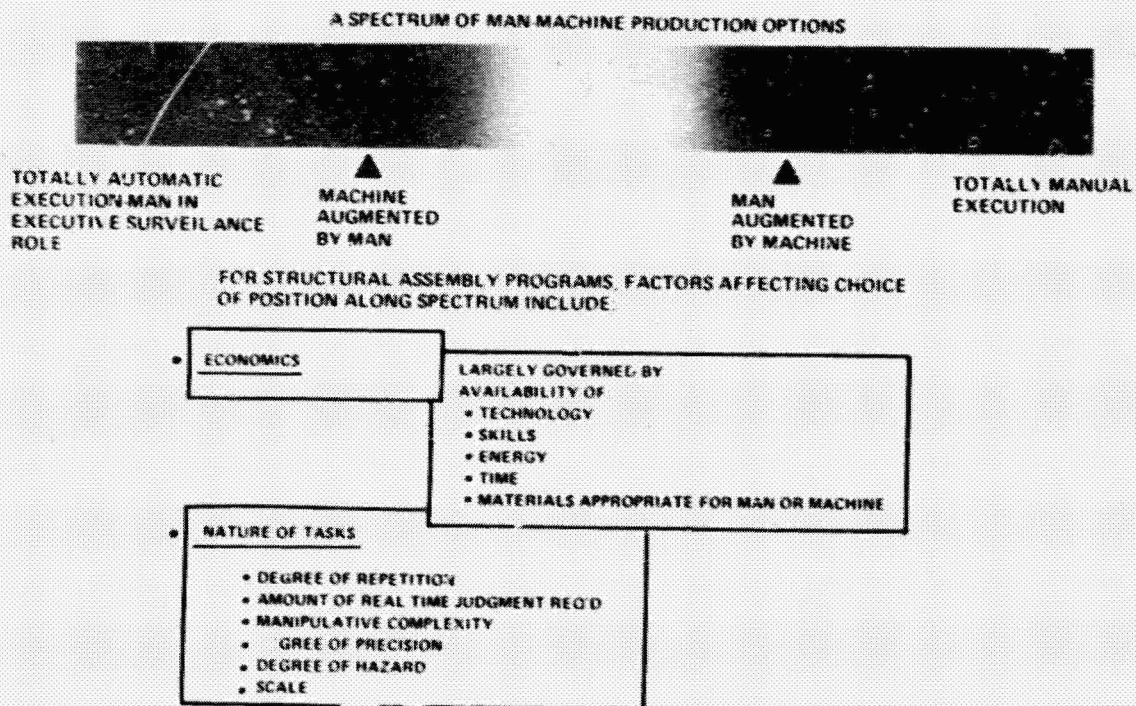 A SPECTRUM OF MAN-MACHINE PRODUCTION OPTIONS
TOTALLY AUTOMATIC
EXECUTION-MAN IN
EXECUTIVE SURVEILANCE
ROLE
MACHINE
AUGMENTED
BY MAN
MAN
AUGMENTED
BY MACHINE
TOTALLY MANUAL
EXECUTION
FOR STRUCTURAL ASSEMBLY PROGRAMS, FACTORS AFFECTING CHOICE
OF POSITION ALONG SPECTRUM INCLUDE:
• ECONOMICS
LARGELY GOVERNED BY
AVAILABILITY OF
• TECHNOLOGY
• SKILLS
• ENERGY
• TIME
• MATERIALS APPROPRIATE FOR MAN OR MACHINE
• NATURE OF TASKS
• DEGREE OF REPETITION
• AMOUNT OF REAL TIME JUDGMENT REQ'D
• MANIPULATIVE COMPLEXITY
• GREE OF PRECISION
• DEGREE OF HAZARD
• SCALE